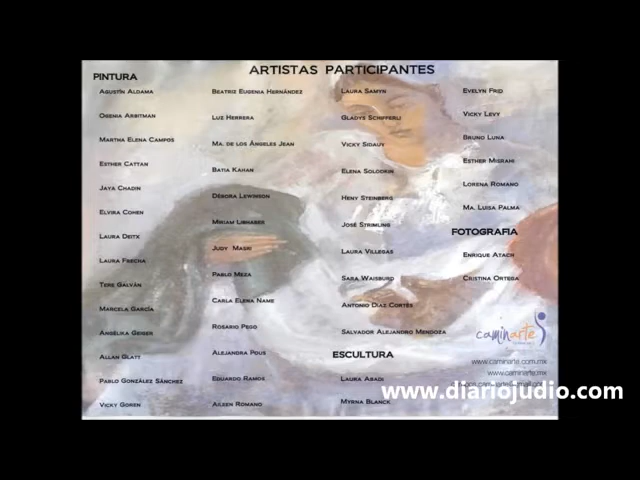 ARTISTAS PARTICIPANTES
PINTURA
Agustín Aldama
Ogenia Arbitman
Martha Elena Campos
Esther Cattan
Jaya Chadin
Elvira Cohen
Laura Deitx
Laura Frecha
Tere Galván
Marcela García
Angélika Geiger
Allan Glatt
Pablo González Sánchez
Vicky Goren
Beatriz Eugenia Hernández
Luz Herrera
Ma. de los Ángeles Jean
Batia Kahan
Débora Lewinson
Miriam Libhaber
Judy Masri
Pablo Meza
Carla Elena Name
Rosario Pego
Alejandra Pous
Eduardo Ramos
Aileen Romano
Laura Samyn
Gladys Schifferli
Vicky Sidauy
Elena Solodkin
Heny Steinberg
José Strimling
Laura Villegas
Sara Waisburd
Antonio Díaz Cortés
Salvador Alejandro Mendoza
ESCULTURA
Laura Abadi
Myrna Blanck
Evelyn Frid
Vicky Levy
Bruno Luna
Esther Misrahi
Lorena Romano
Ma. Luisa Palma
FOTOGRAFIA
Enrique Atach
Cristina Ortega
caminarte
www.caminarte.com.mx
www.caminarte.mx
www.diariojudio.com